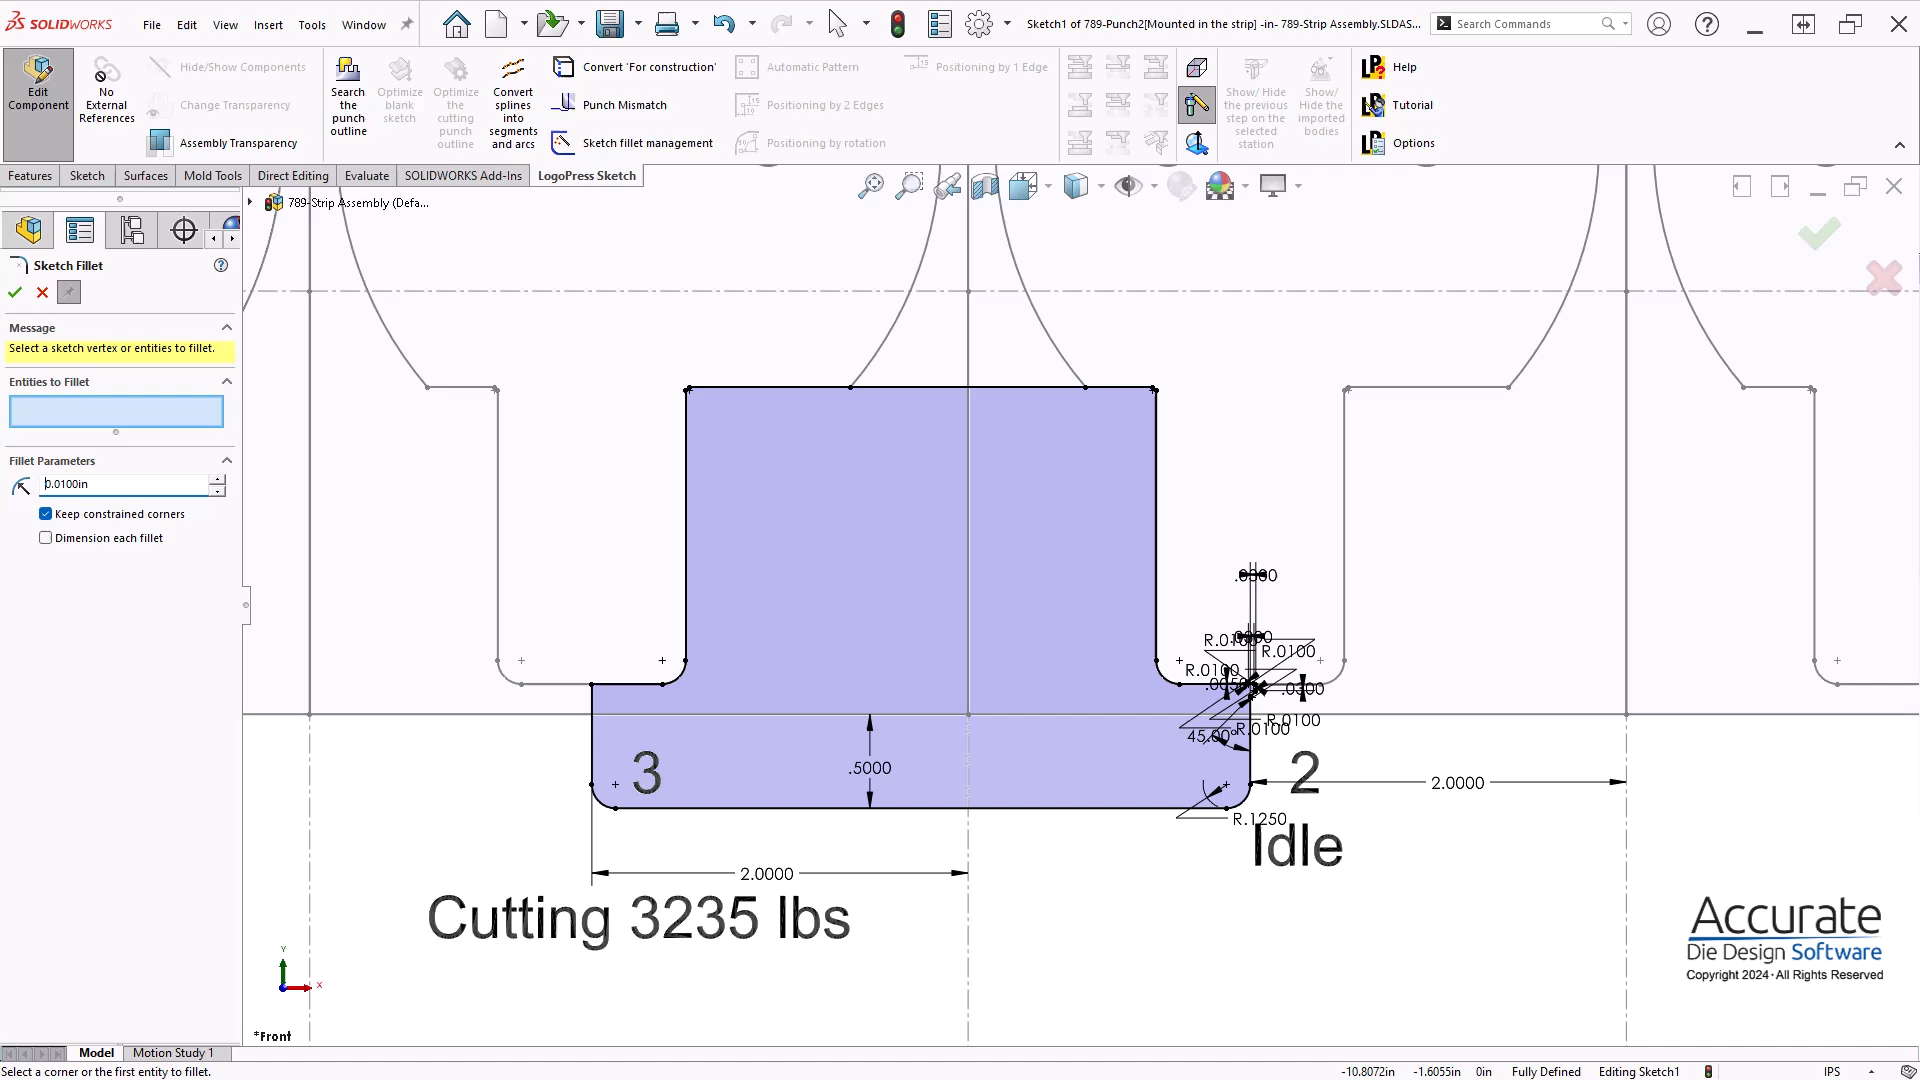 SOLIDWORKS
File Edit View Insert Tools Window
Sketch1 of 789-Punch2[Mounted in the strip] -in- 789-Strip Assembly.SLDAS...
Search Commands
Edit Component
No External References
Hide/Show Components
Change Transparency
Assembly Transparency
Search the punch outline
Optimize blank sketch
Optimize the cutting punch outline
Convert splines into segments and arcs
Convert 'For construction'
Punch Mismatch
Sketch fillet management
Automatic Pattern
Positioning by 2 Edges
Positioning by rotation
Positioning by 1 Edge
Show/ Hide the previous step on the selected station
Show/ Hide the imported bodies
Help
Tutorial
Options
Features Sketch Surfaces Mold Tools Direct Editing Evaluate SOLIDWORKS Add-Ins LogoPress Sketch
789-Strip Assembly (Defa...
Sketch Fillet
Message
Select a sketch vertex or entities to fillet.
Entities to Fillet
Fillet Parameters
0.0100in
Keep constrained corners
Dimension each fillet
.0300
R.0100
R.0100
R.0100
.0050
.0300
R.0100
R.0100
45.00°
.5000
3
2
2.0000
R.1250
Idle
2.0000
Cutting 3235 lbs
Accurate
Die Design Software
Copyright 2024 · All Rights Reserved
Y
X
*Front
Model Motion Study 1
Select a corner or the first entity to fillet.
-10.8072in -1.6055in 0in Fully Defined Editing Sketch1 IPS